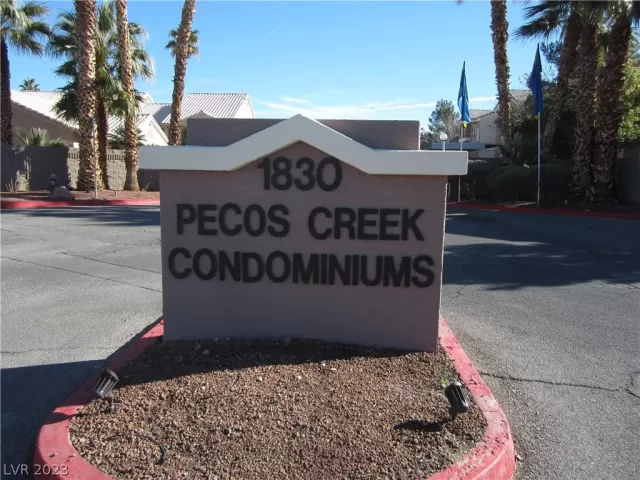 1830
PECOS CREEK
CONDOMINIUMS
LVR 2023